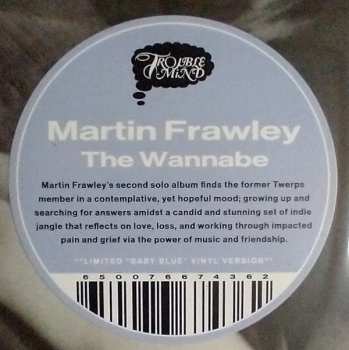 TROUBLE
IN MIND
Martin Frawley
The Wannabe
Martin Frawley's second solo album finds the former Twerps
member in a contemplative, yet hopeful mood; growing up and
searching for answers amidst a candid and stunning set of indie
jangle that reflects on love, loss, and working through impacted
pain and grief via the power of music and friendship.
**LIMITED "BABY BLUE" VINYL VERSION**
650076674362